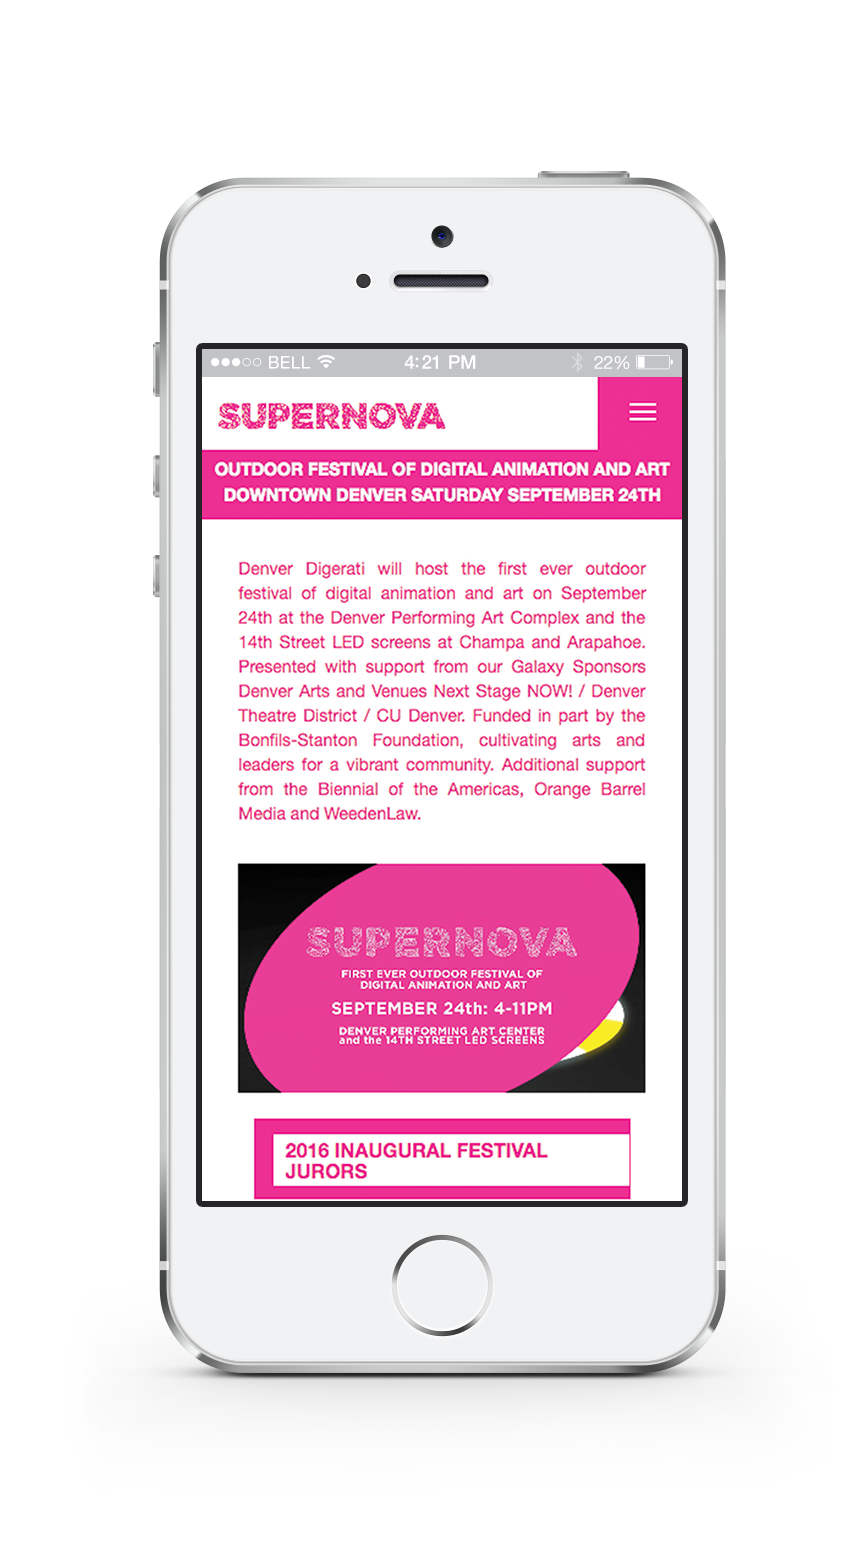 BELL 4:21 PM 22%
SUPERNOVA
OUTDOOR FESTIVAL OF DIGITAL ANIMATION AND ART
DOWNTOWN DENVER SATURDAY SEPTEMBER 24TH
Denver Digerati will host the first ever outdoor
festival of digital animation and art on September
24th at the Denver Performing Art Complex and the
14th Street LED screens at Champa and Arapahoe.
Presented with support from our Galaxy Sponsors
Denver Arts and Venues Next Stage NOW! / Denver
Theatre District / CU Denver. Funded in part by the
Bonfils-Stanton Foundation, cultivating arts and
leaders for a vibrant community. Additional support
from the Biennial of the Americas, Orange Barrel
Media and WeedenLaw.
SUPERNOVA
FIRST EVER OUTDOOR FESTIVAL OF
DIGITAL ANIMATION AND ART
SEPTEMBER 24th: 4-11PM
DENVER PERFORMING ART CENTER
and the 14TH STREET LED SCREENS
2016 INAUGURAL FESTIVAL
JURORS